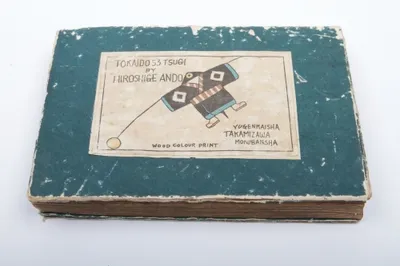 TOKAIDO 53 TSUGI
BY
HIROSHIGE ANDO
YUGENKAISHA
TAKAMIZAWA
MOKUHANSHA
WOOD COLOUR PRINT